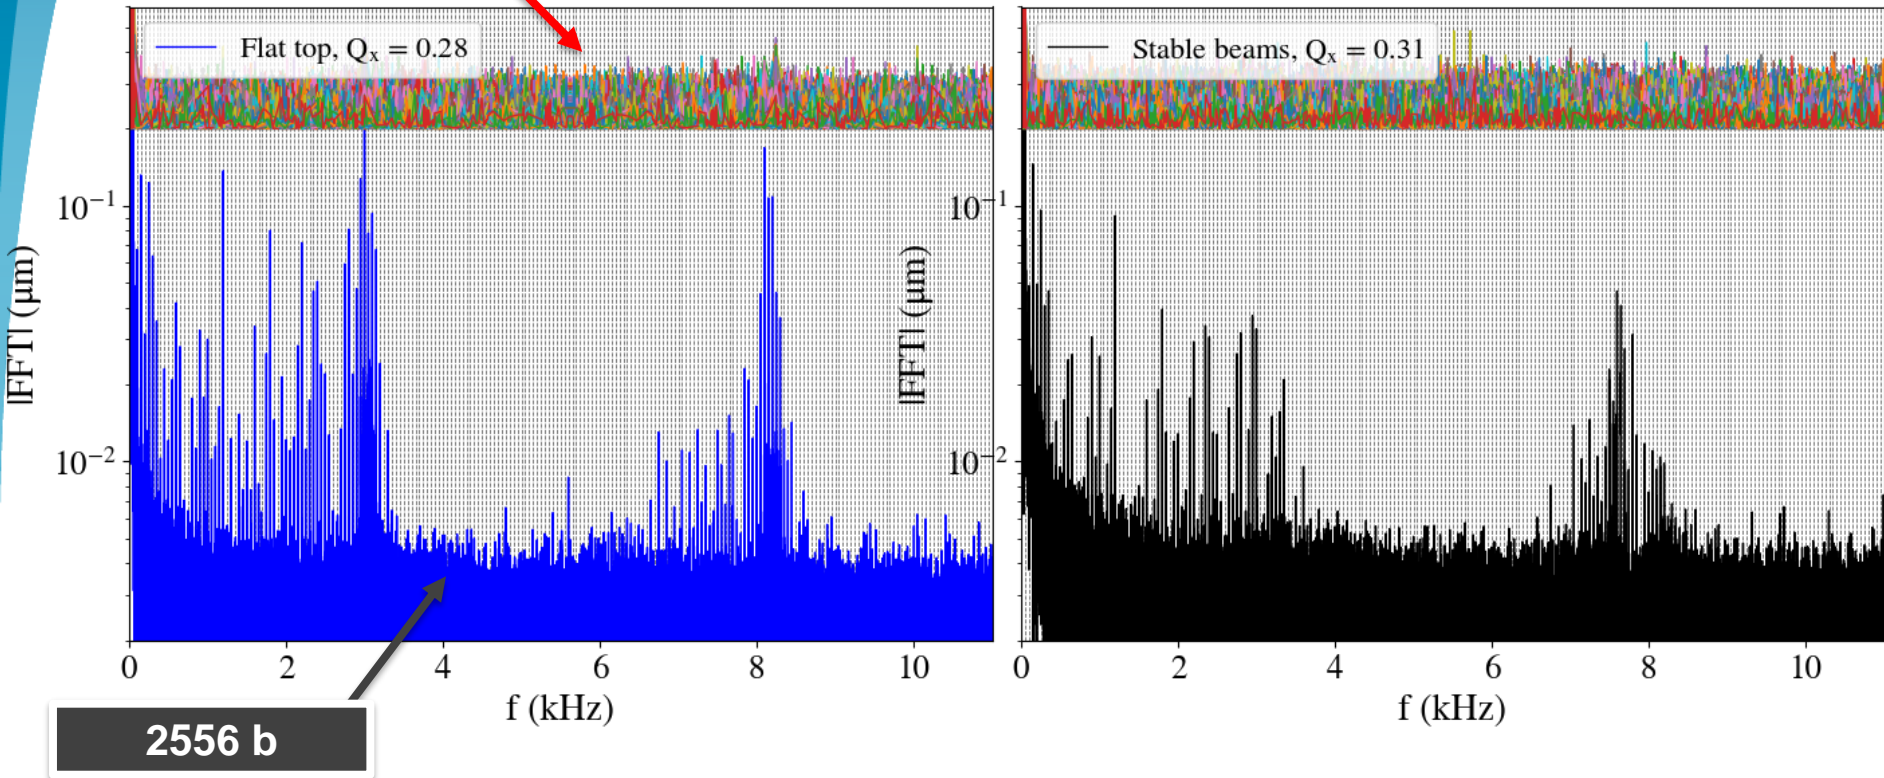 Flat top, Qₓ = 0.28
Stable beams, Qₓ = 0.31
10⁻¹
10⁻²
|FFT| (μm)
0 2 4 6 8 10
f (kHz)
10⁻¹
10⁻²
|FFT| (μm)
0 2 4 6 8 10
f (kHz)
2556 b